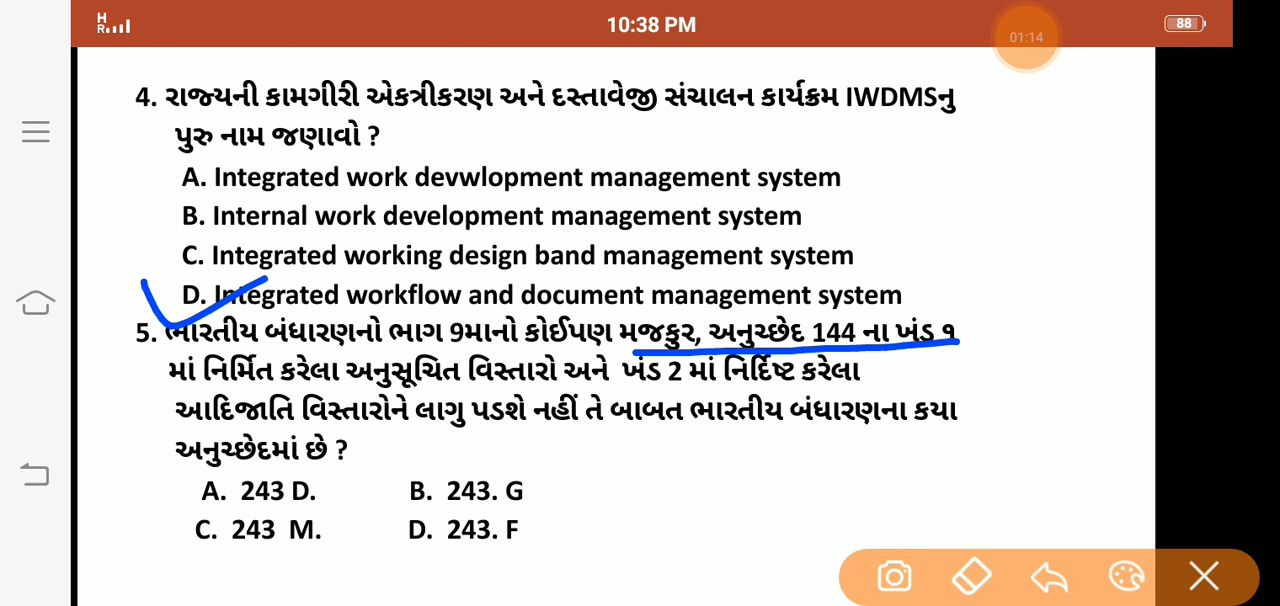 H
R
10:38 PM
01:14
88
4. રાજ્યની કામગીરી એકત્રીકરણ અને દસ્તાવેજી સંચાલન કાર્યક્રમ IWDMSનુ
પુરુ નામ જણાવો ?
A. Integrated work devwlopment management system
B. Internal work development management system
C. Integrated working design band management system
D. Integrated workflow and document management system
5. ભારતીય બંધારણનો ભાગ 9માનો કોઈપણ મજકુર, અનુચ્છેદ 144 ના ખંડ ૧
માં નિર્મિત કરેલા અનુસૂચિત વિસ્તારો અને ખંડ 2 માં નિર્દિષ્ટ કરેલા
આદિજાતિ વિસ્તારોને લાગુ પડશે નહીં તે બાબત ભારતીય બંધારણના કયા
અનુચ્છેદમાં છે ?
A. 243 D. B. 243. G
C. 243 M. D. 243. F